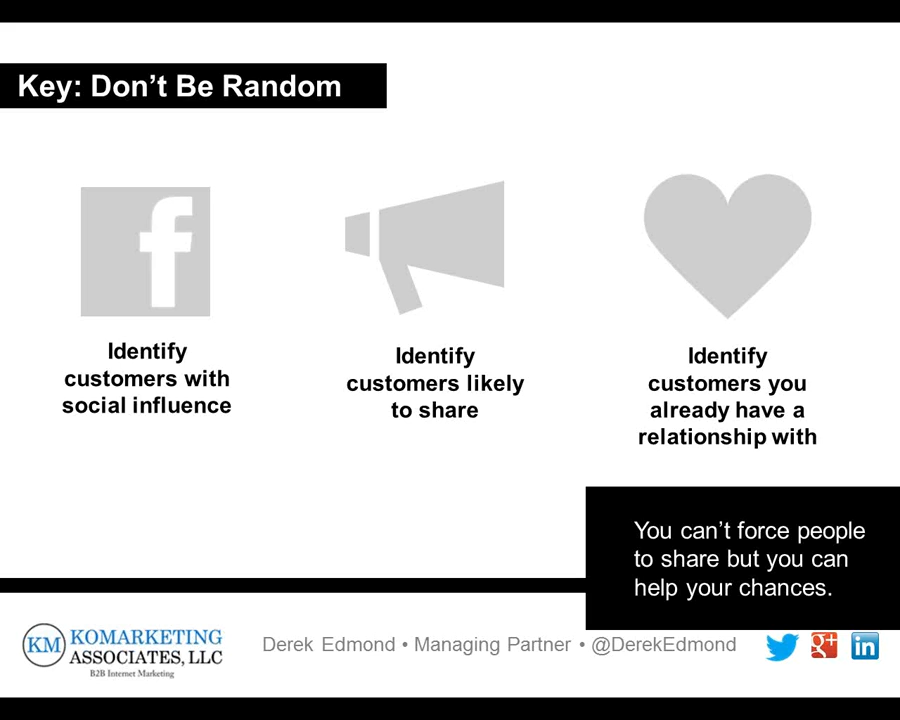 Key: Don’t Be Random
f
Identify
customers with
social influence
Identify
customers likely
to share
Identify
customers you
already have a
relationship with
You can’t force people
to share but you can
help your chances.
KM
KOMARKETING
ASSOCIATES, LLC
B2B Internet Marketing
Derek Edmond • Managing Partner • @DerekEdmond
g+
in